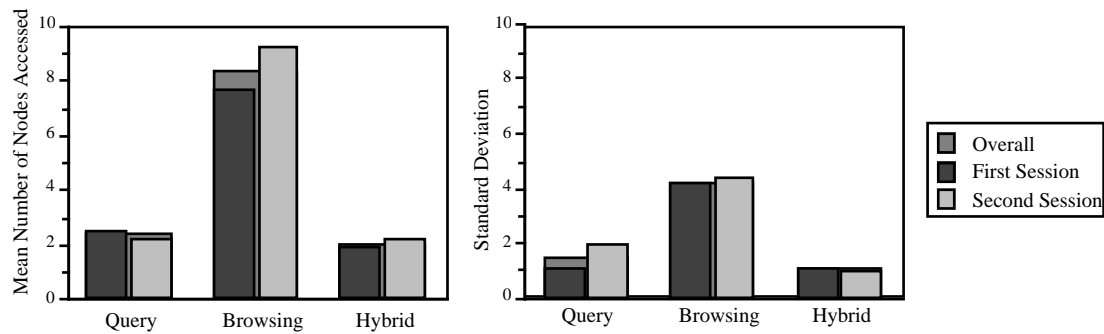 Mean Number of Nodes Accessed
10
8
6
4
2
0
Query Browsing Hybrid
Standard Deviation
10
8
6
4
2
0
Query Browsing Hybrid
Overall
First Session
Second Session